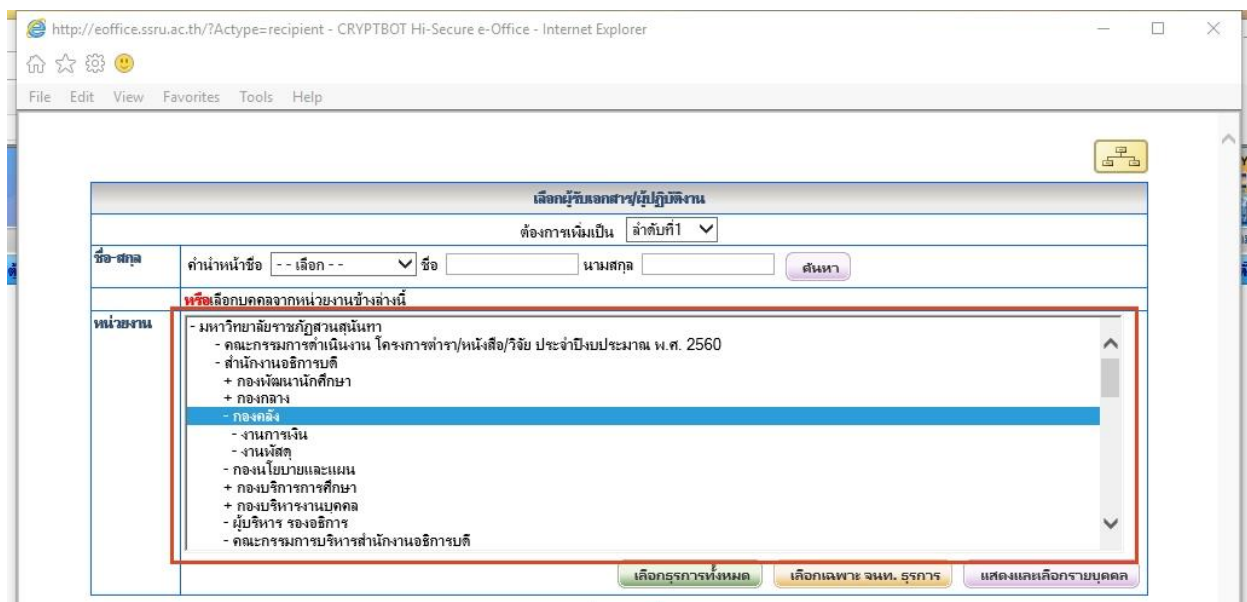 http://eoffice.ssru.ac.th/?Actype=recipient - CRYPTBOT Hi-Secure e-Office - Internet Explorer
File Edit View Favorites Tools Help
เลือกผู้รับเอกสาร/ผู้ปฏิบัติงาน
ต้องการเพิ่มเป็น ลำดับที่1
ชื่อ-สกุล คำนำหน้าชื่อ - - เลือก - - ชื่อ นามสกุล ค้นหา
หรือเลือกบุคคลจากหน่วยงานข้างล่างนี้
หน่วยงาน - มหาวิทยาลัยราชภัฏสวนสุนันทา
- คณะกรรมการดำเนินงาน โครงการตำรา/หนังสือ/วิจัย ประจำปีงบประมาณ พ.ศ. 2560
- สำนักงานอธิการบดี
+ กองพัฒนานักศึกษา
+ กองกลาง
- กองคลัง
- งานการเงิน
- งานพัสดุ
- กองนโยบายและแผน
+ กองบริการการศึกษา
+ กองบริหารงานบุคคล
- ผู้บริหาร รองอธิการ
- คณะกรรมการบริหารสำนักงานอธิการบดี
เลือกธุรการทั้งหมด เลือกเฉพาะ จนท. ธุรการ แสดงและเลือกรายบุคคล